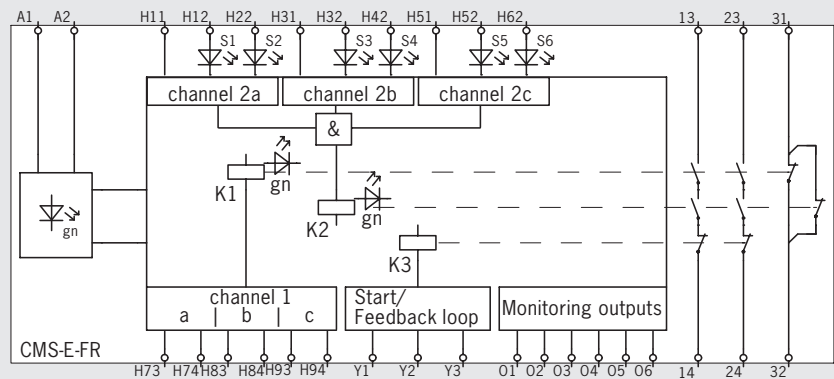 A1 A2 H11 H12 H22 H31 H32 H42 H51 H52 H62 13 23 31
S1 S2 S3 S4 S5 S6
channel 2a channel 2b channel 2c
&
K1 gn
K2 gn
gn
K3
channel 1
a | b | c
Start/
Feedback loop
Monitoring outputs
CMS-E-FR
H73 H74 H83 H84 H93 H94 Y1 Y2 Y3 O1 O2 O3 O4 O5 O6 14 24 32